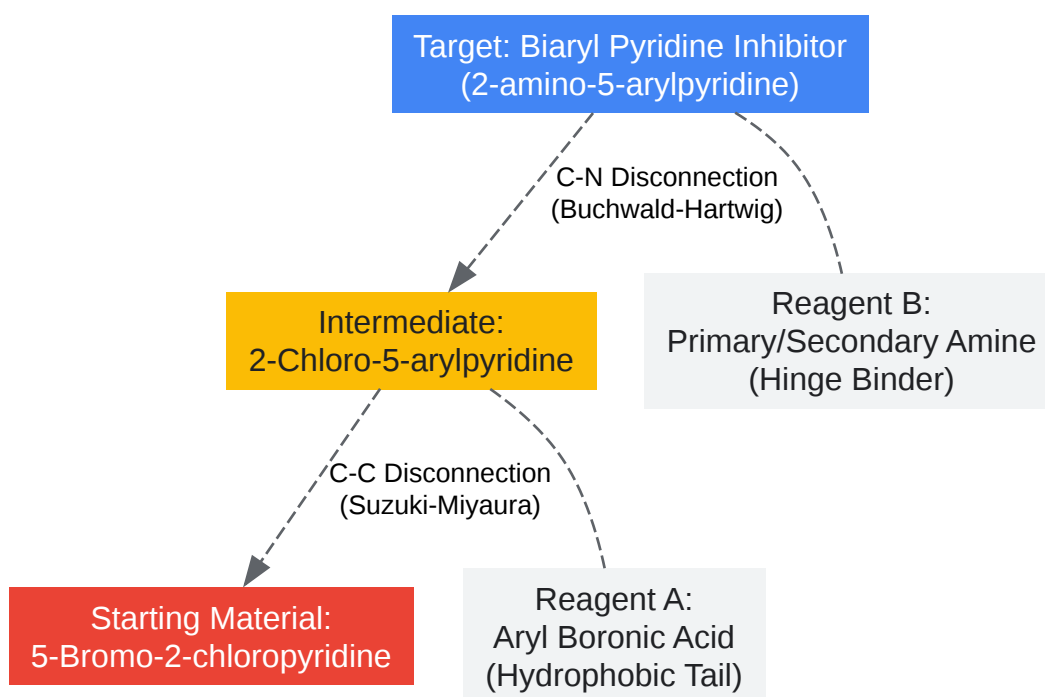 Target: Biaryl Pyridine Inhibitor
(2-amino-5-arylpyridine)
C-N Disconnection
(Buchwald-Hartwig)
Intermediate:
2-Chloro-5-arylpyridine
Reagent B:
Primary/Secondary Amine
(Hinge Binder)
C-C Disconnection
(Suzuki-Miyaura)
Starting Material:
5-Bromo-2-chloropyridine
Reagent A:
Aryl Boronic Acid
(Hydrophobic Tail)